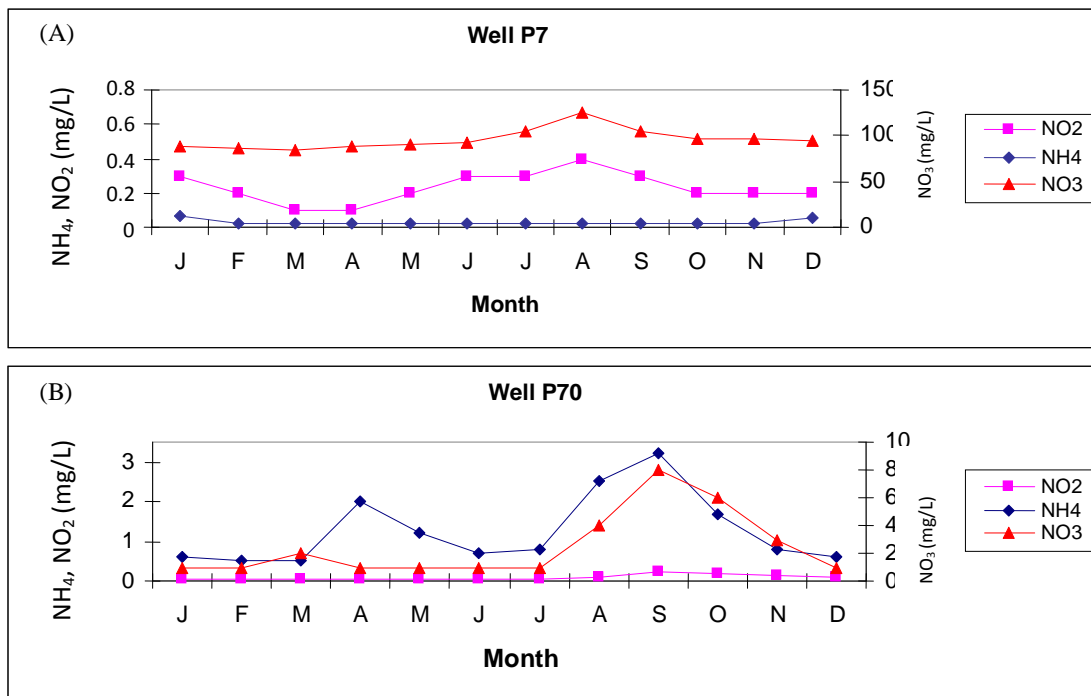 (A)
Well P7
NH4, NO2 (mg/L)
0.8
0.6
0.4
0.2
0
150
100
50
0
NO3 (mg/L)
J F M A M J J A S O N D
Month
NO2
NH4
NO3
(B)
Well P70
NH4, NO2 (mg/L)
3
2
1
0
10
8
6
4
2
0
NO3 (mg/L)
J F M A M J J A S O N D
Month
NO2
NH4
NO3